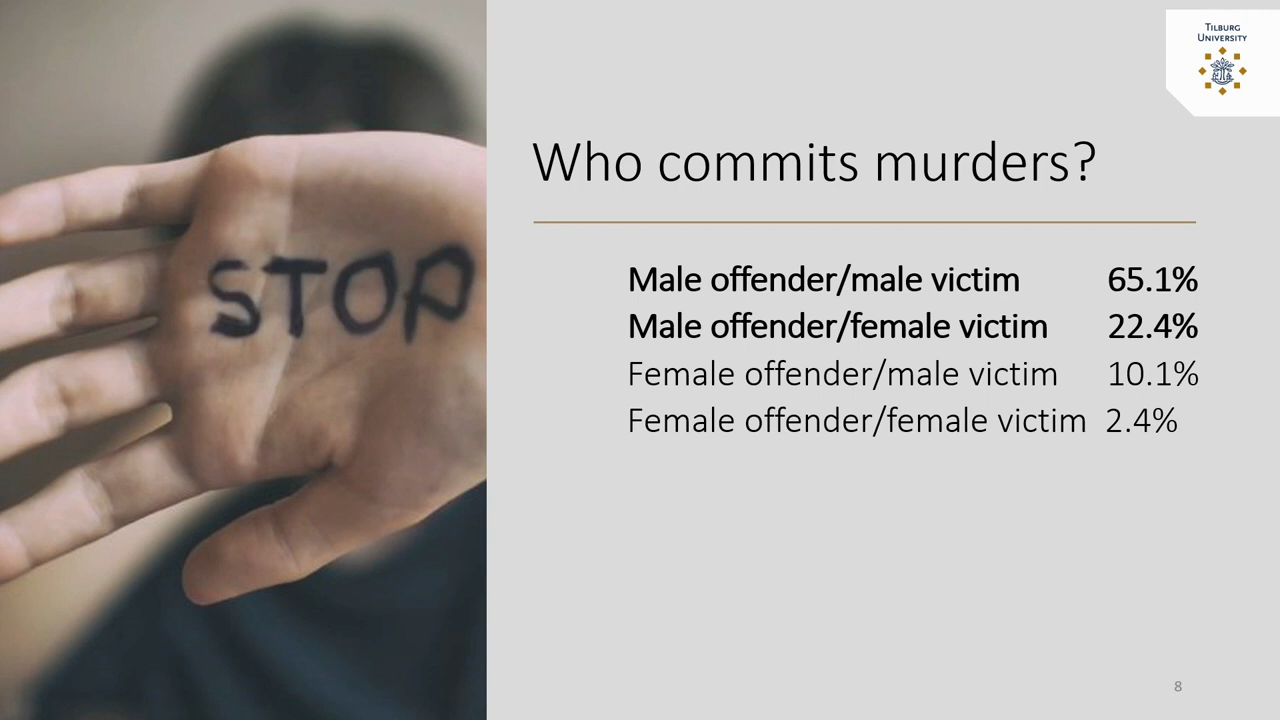 TILBURG
UNIVERSITY
Who commits murders?
STOP
Male offender/male victim 65.1%
Male offender/female victim 22.4%
Female offender/male victim 10.1%
Female offender/female victim 2.4%
8